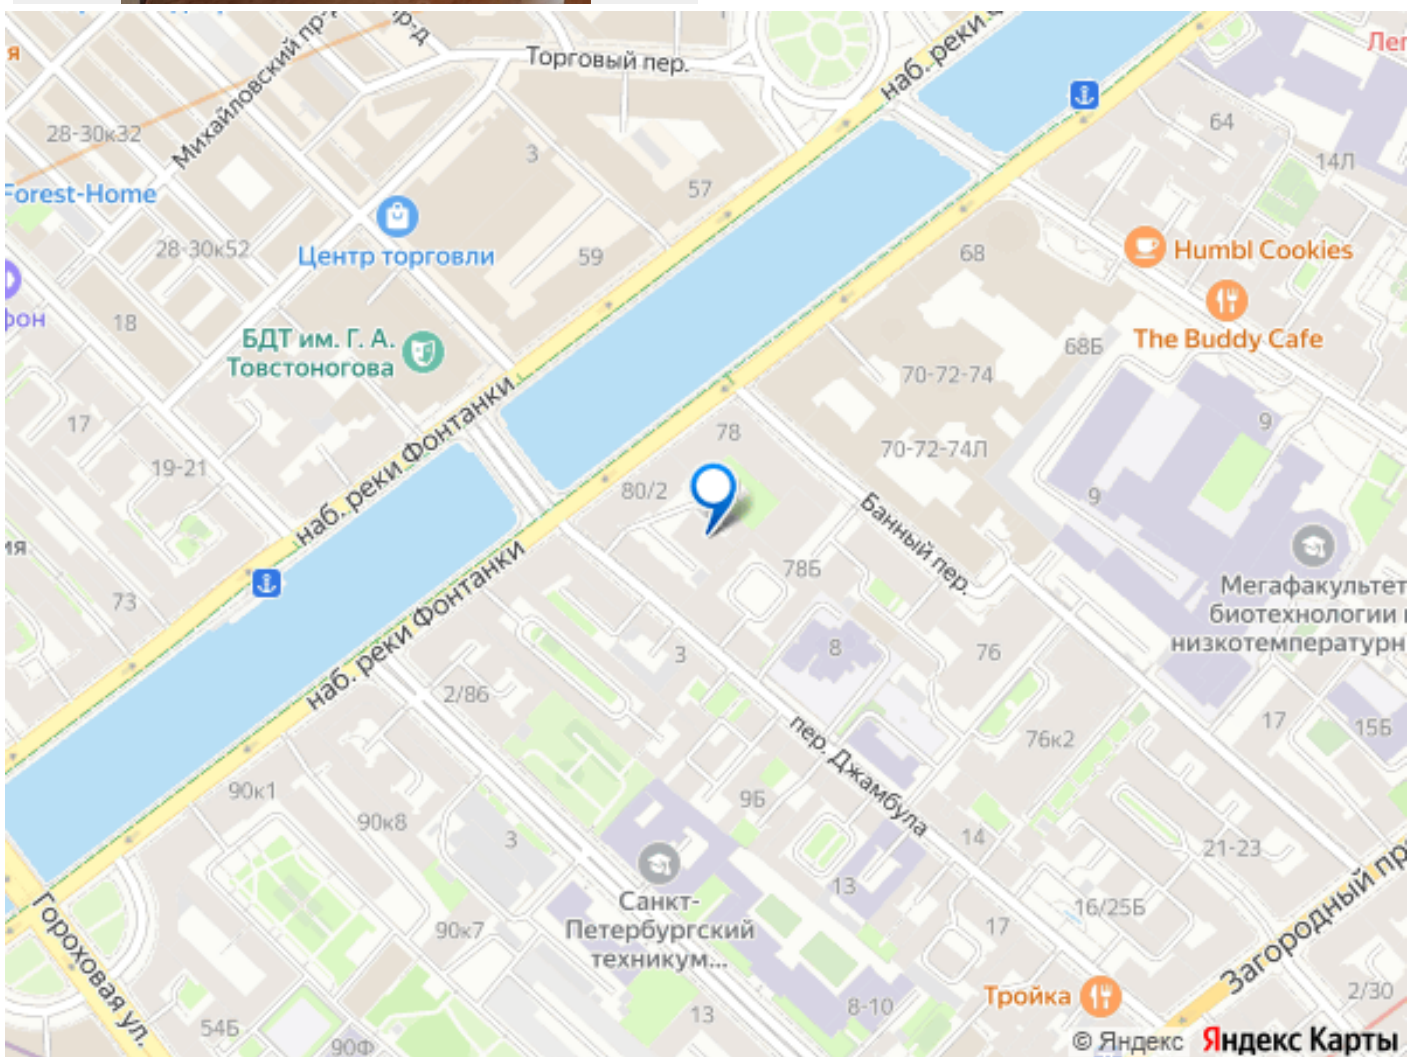 наб. реки
Торговый пер.
Михайловский
пр-д
64
14Л
28-30к32
3
57
Forest-Home
28-30к52
Центр торговли
59
68
Humbl Cookies
The Buddy Cafe
18
БДТ им. Г. А.
Товстоногова
68Б
70-72-74
17
19-21
наб. реки Фонтанки
78
70-72-74Л
9
80/2
9
Банный пер.
78Б
73
наб. реки Фонтанки
Мегафакультет
биотехнологии
низкотемпературн
3
8
76
2/86
17
15Б
76к2
пер. Джамбула
90к1
90к8
3
9Б
14
21-23
Санкт-
Петербургский
техникум...
13
16/25Б
Загородный пр
Гороховая ул.
90к7
17
Тройка
2/30
54Б
90Ф
13
8-10
© Яндекс Яндекс Карты